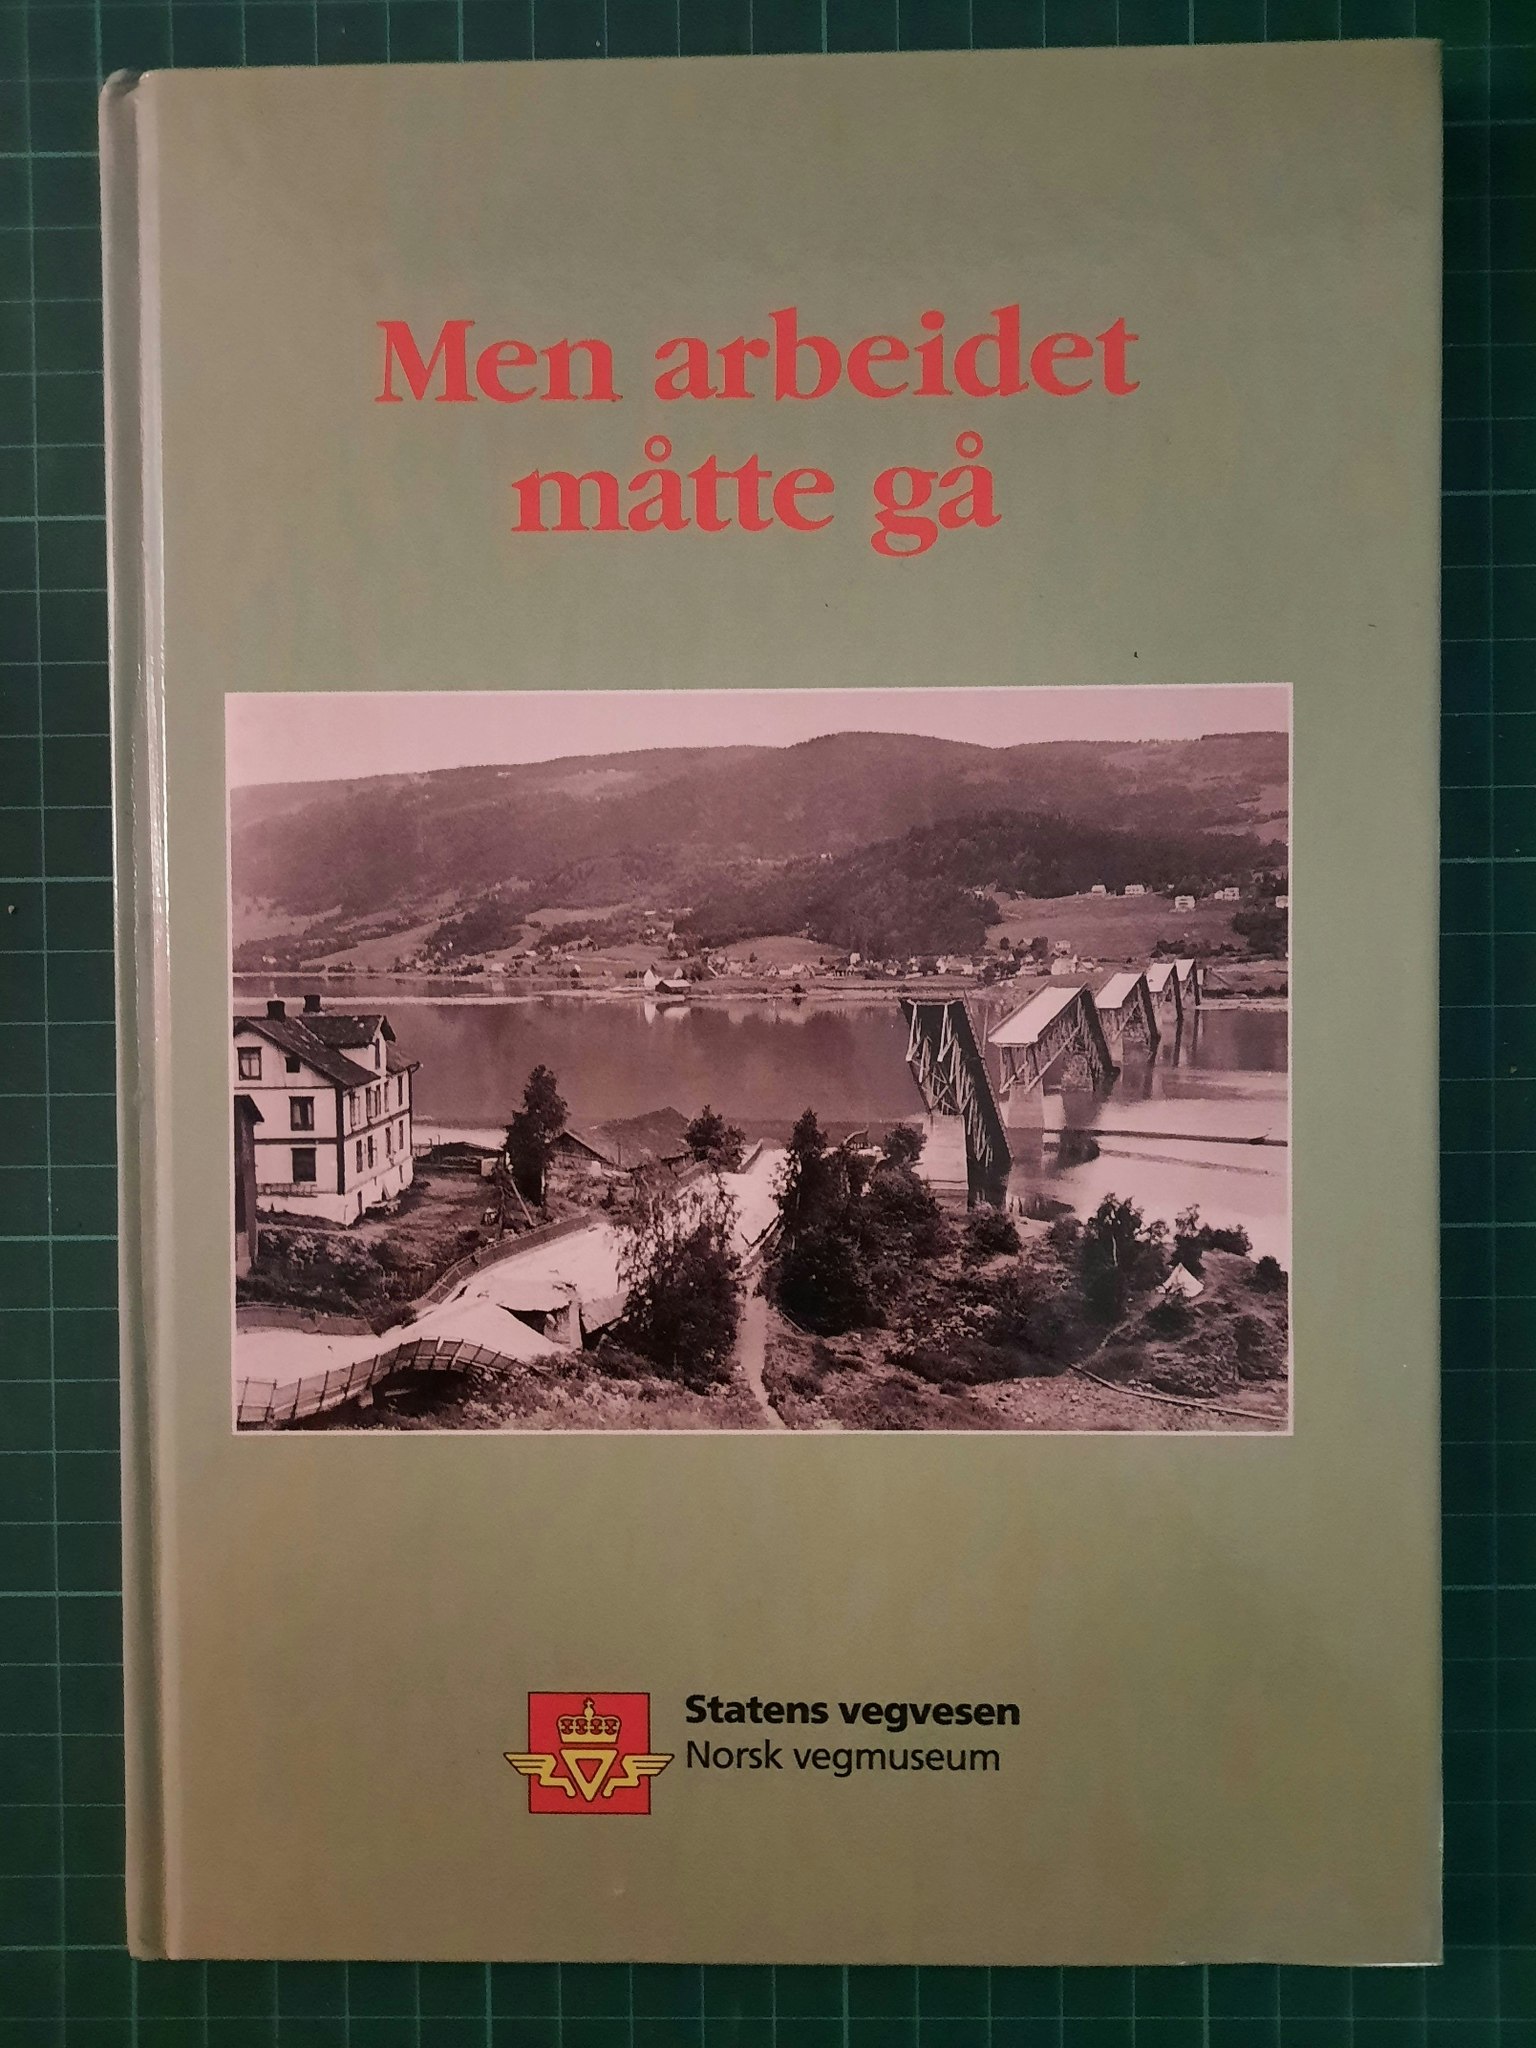 Men arbeidet
måtte gå
Statens vegvesen
Norsk vegmuseum